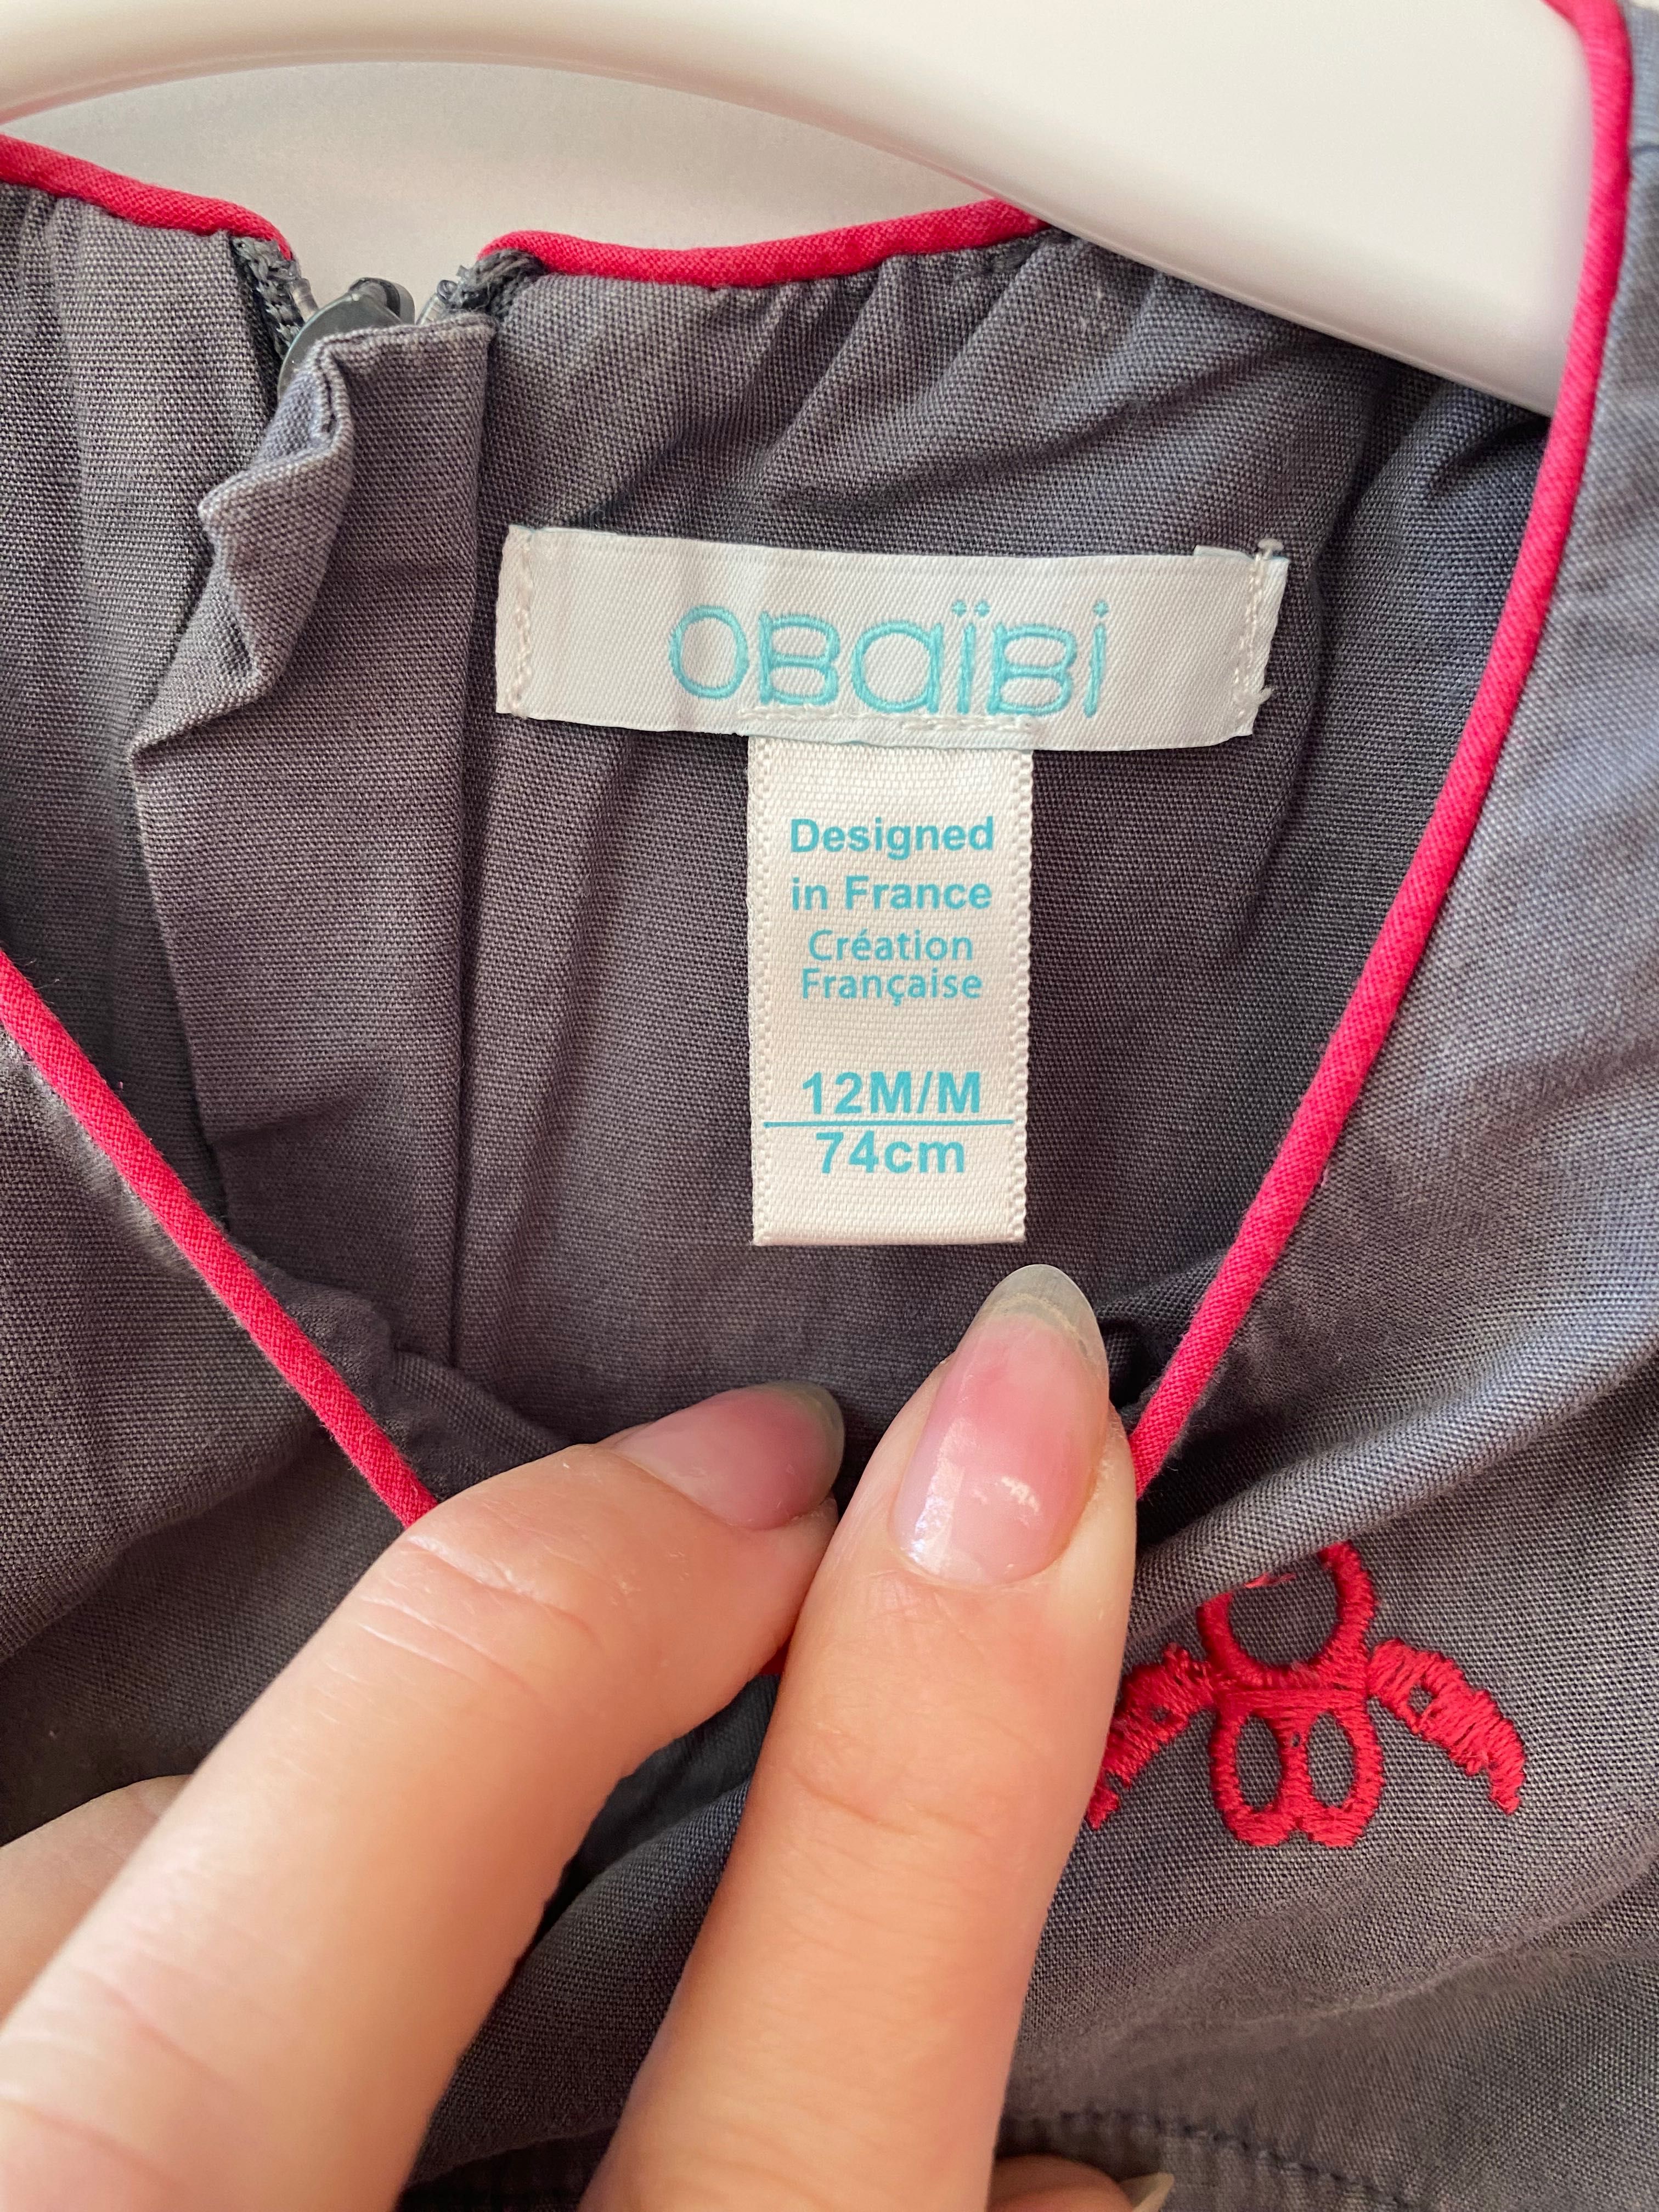 OBaïBi
Designed
in France
Création
Française
12M/M
74cm